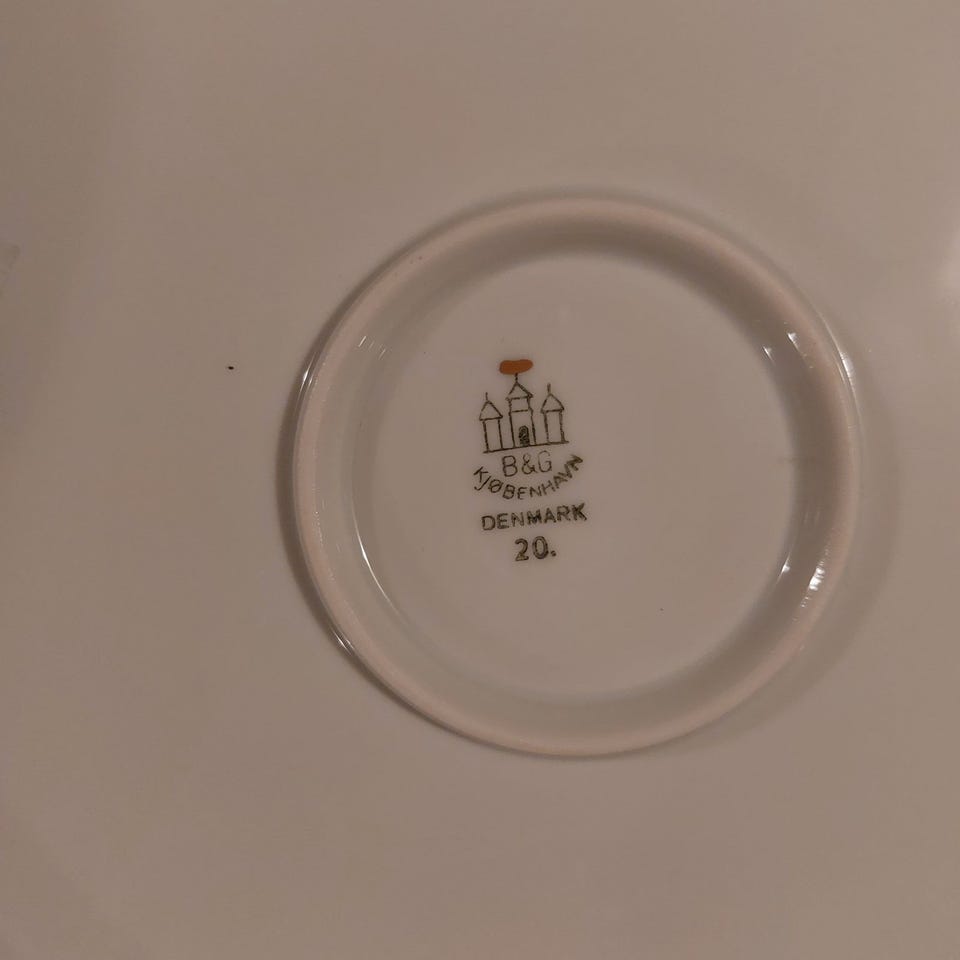 B&G
KJØBENHAVN
DENMARK
20.